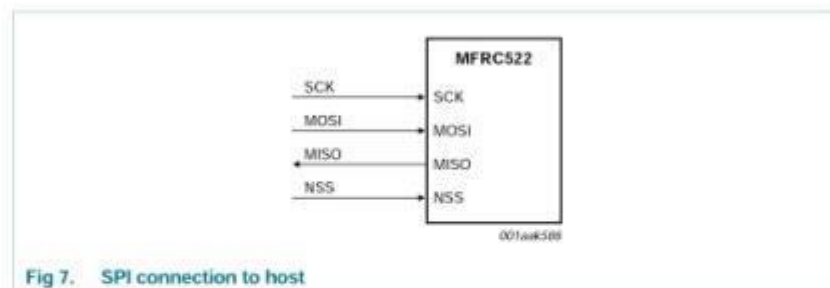 MFRC522
SCK
SCK
MOSI
MOSI
MISO
MISO
NSS
NSS
001aak586
Fig 7. SPI connection to host